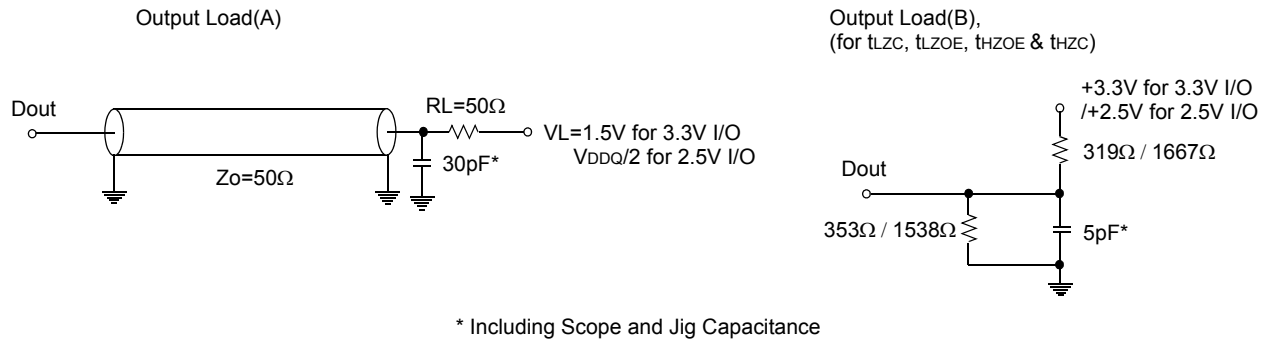 Output Load(A)
Dout
Zo=50Ω
RL=50Ω
30pF*
VL=1.5V for 3.3V I/O
VDDQ/2 for 2.5V I/O
Output Load(B),
(for tLZC, tLZOE, tHZOE & tHZC)
+3.3V for 3.3V I/O
/+2.5V for 2.5V I/O
319Ω / 1667Ω
Dout
353Ω / 1538Ω
5pF*
* Including Scope and Jig Capacitance